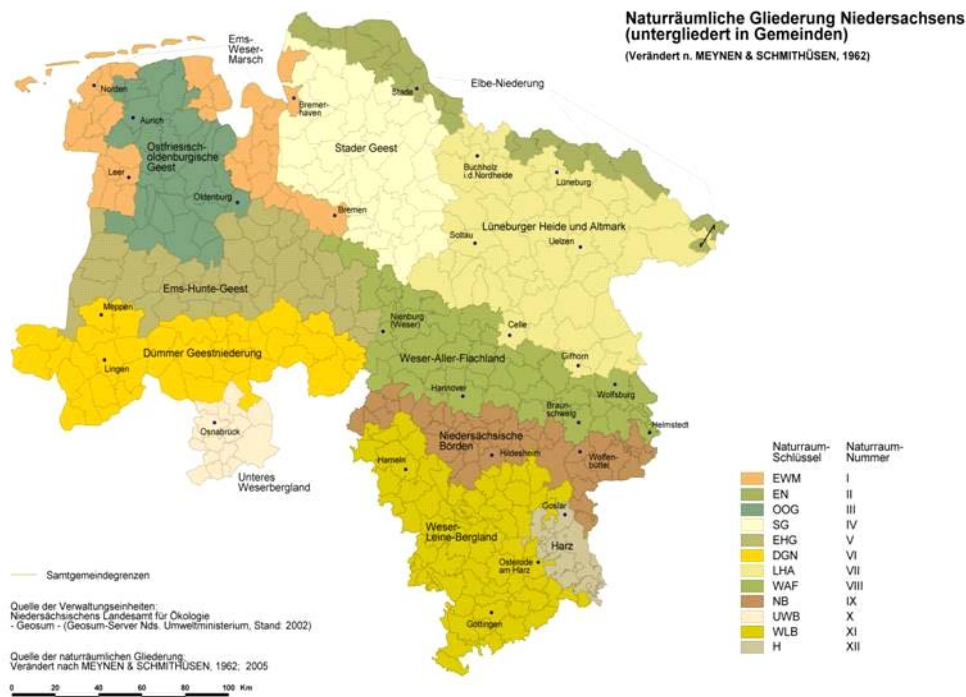 Naturräumliche Gliederung Niedersachsens
(untergliedert in Gemeinden)
(Verändert n. MEYNEN & SCHMITHÜSEN, 1962)
Ems-
Weser-
Marsch
Elbe-Niederung
Norden
Stade
Bremer-
haven
Aurich
Ostfriesisch-
oldenburgische
Geest
Stader Geest
Buchholz
i.d.Nordheide
Lüneburg
Leer
Oldenburg
Bremen
Lüneburger Heide und Altmark
Soltau
Uelzen
Ems-Hunte-Geest
Meppen
Nienburg
(Weser)
Celle
Dümmer Geestniederung
Weser-Aller-Flachland
Gifhorn
Lingen
Wolfsburg
Hannover
Braun-
schweig
Osnabrück
Helmstedt
Niedersächsische
Börden
Hildesheim
Wolfen-
büttel
Hameln
Unteres
Weserbergland
Goslar
Weser-
Leine-Bergland
Harz
Osterode
am Harz
Göttingen
Naturraum-
Schlüssel
Naturraum-
Nummer
EWM I
EN II
OOG III
SG IV
EHG V
DGN VI
LHA VII
WAF VIII
NB IX
UWB X
WLB XI
H XII
Samtgemeindegrenzen
Quelle der Verwaltungseinheiten:
Niedersächsischens Landesamt für Ökologie
- Geosum - (Geosum-Server Nds. Umweltministerium, Stand: 2002)
Quelle der naturräumlichen Gliederung:
Verändert nach MEYNEN & SCHMITHÜSEN, 1962; 2005
0 20 40 60 80 100 Km